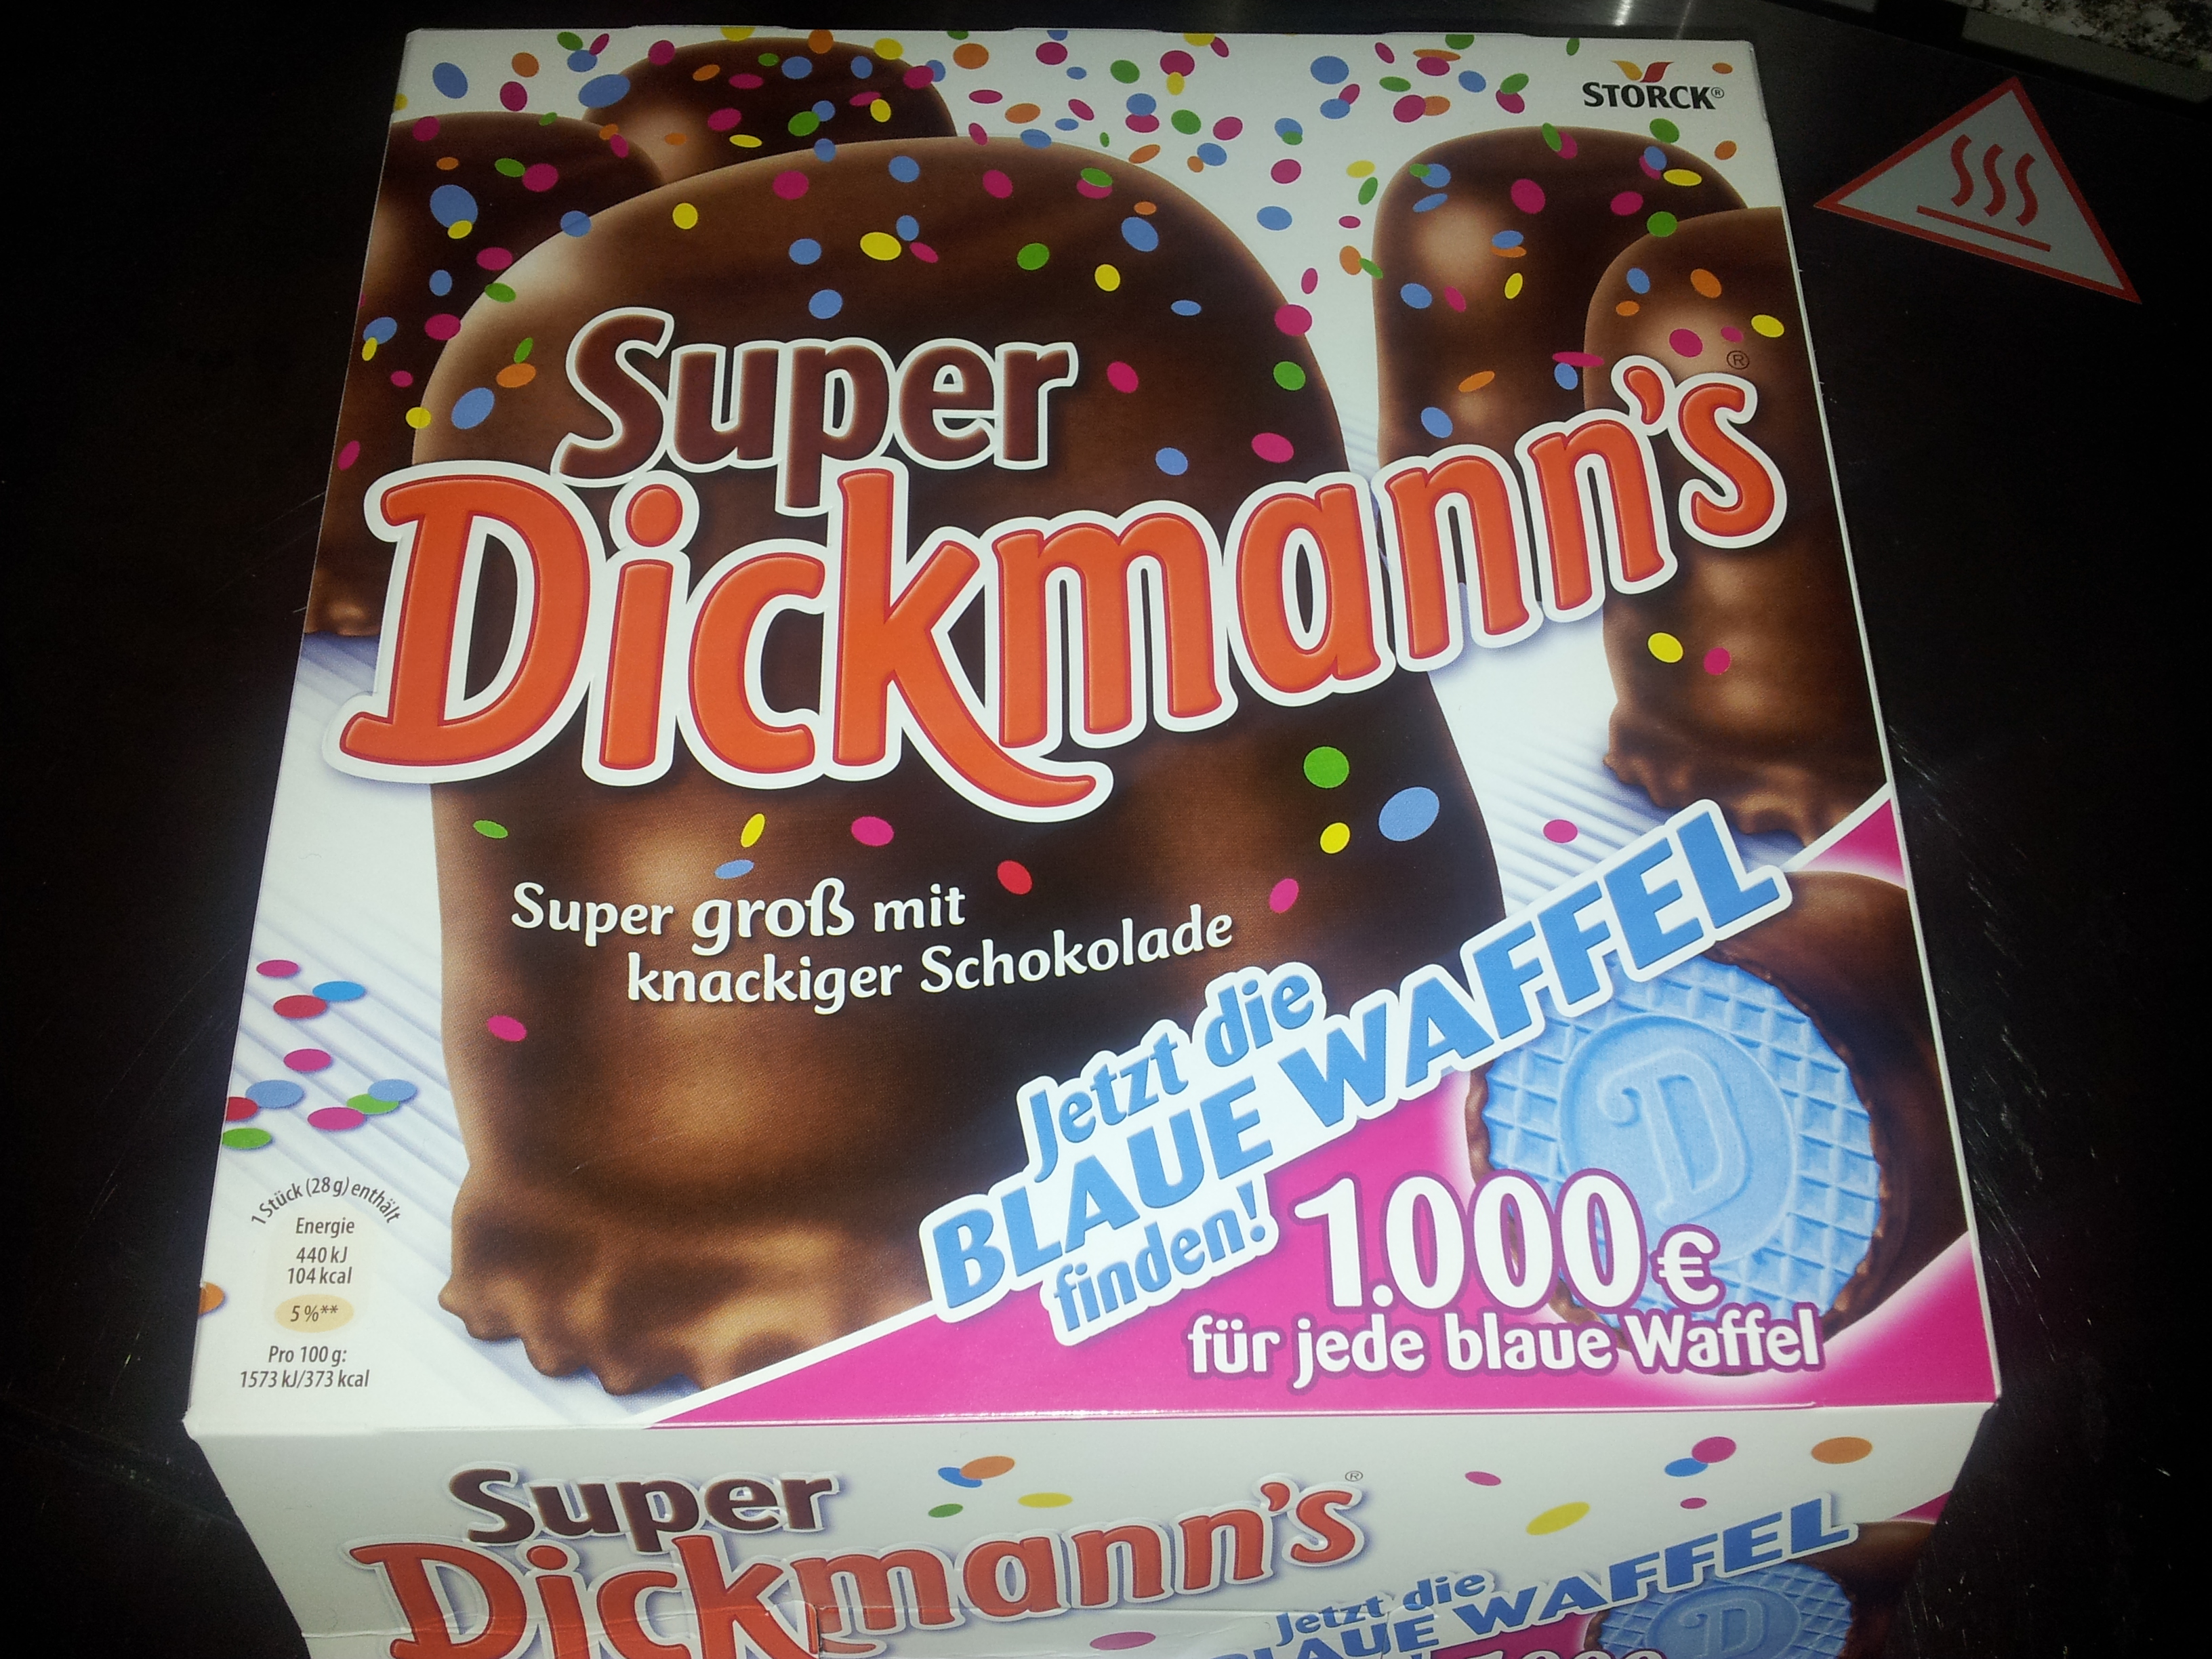 STORCK®
Super
Dickmann's®
Super groß mit
knackiger Schokolade
Jetzt die
BLAUE WAFFEL
finden!
1.000 €
für jede blaue Waffel
1 Stück (28 g) enthält
Energie
440 kJ
104 kcal
5 %**
Pro 100 g:
1573 kJ/373 kcal
D
Super
Dickmann's®
Jetzt die
BLAUE WAFFEL
D